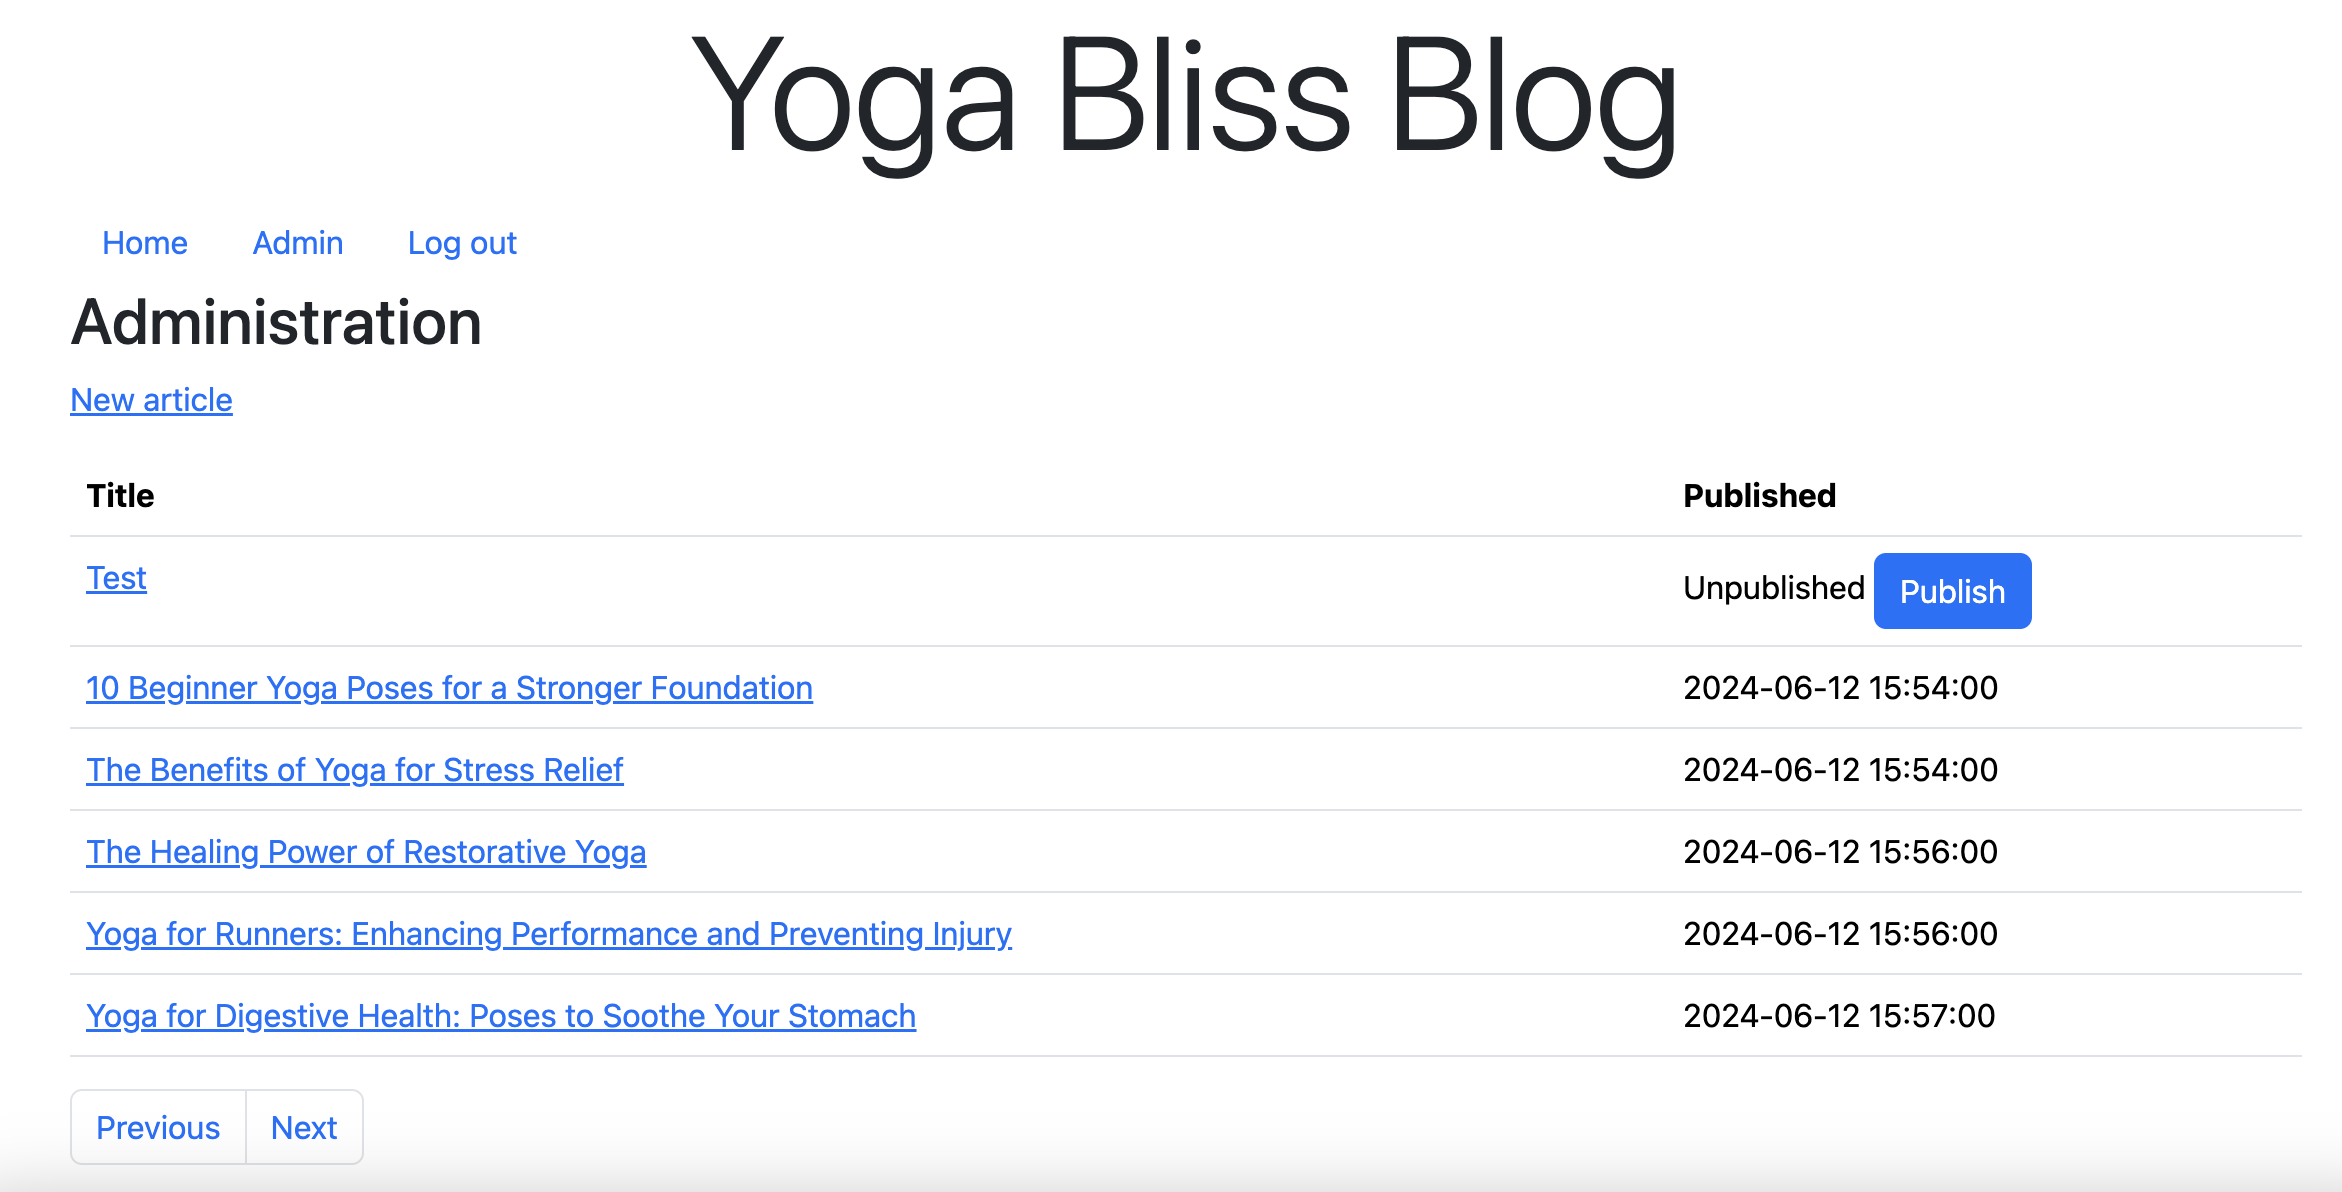 Yoga Bliss Blog
Home Admin Log out
Administration
New article
Title Published
Test Unpublished Publish
10 Beginner Yoga Poses for a Stronger Foundation 2024-06-12 15:54:00
The Benefits of Yoga for Stress Relief 2024-06-12 15:54:00
The Healing Power of Restorative Yoga 2024-06-12 15:56:00
Yoga for Runners: Enhancing Performance and Preventing Injury 2024-06-12 15:56:00
Yoga for Digestive Health: Poses to Soothe Your Stomach 2024-06-12 15:57:00
Previous Next